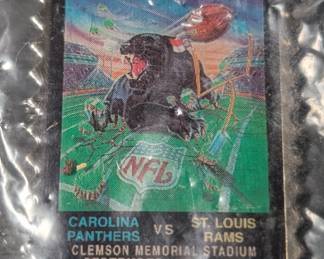 NFL
CAROLINA PANTHERS VS ST. LOUIS RAMS
CLEMSON MEMORIAL STADIUM